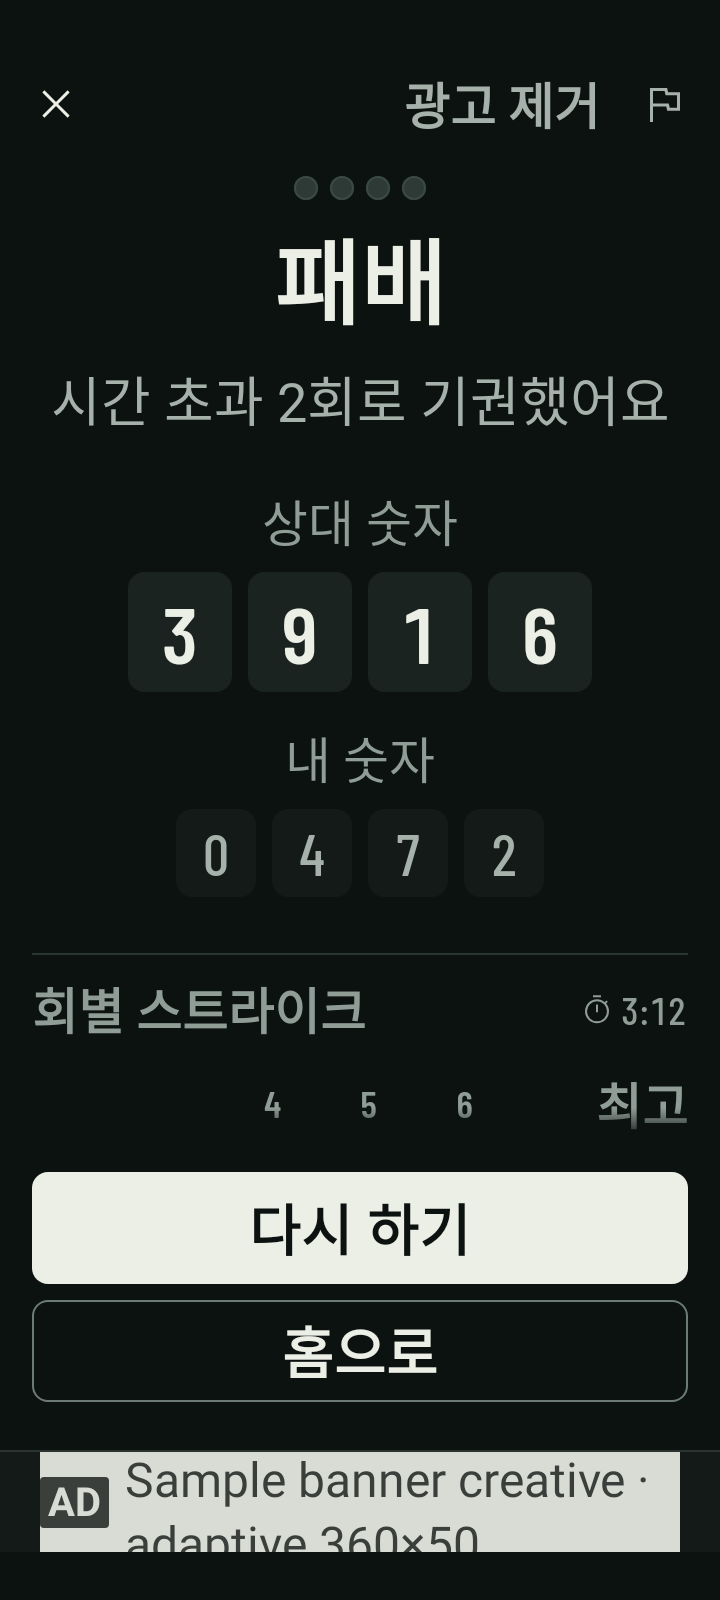 광고 제거
패배
시간 초과 2회로 기권했어요
상대 숫자
3 9 1 6
내 숫자
0 4 7 2
회별 스트라이크 3:12
4 5 6 최고
다시 하기
홈으로
AD Sample banner creative ·
adaptive 360×50